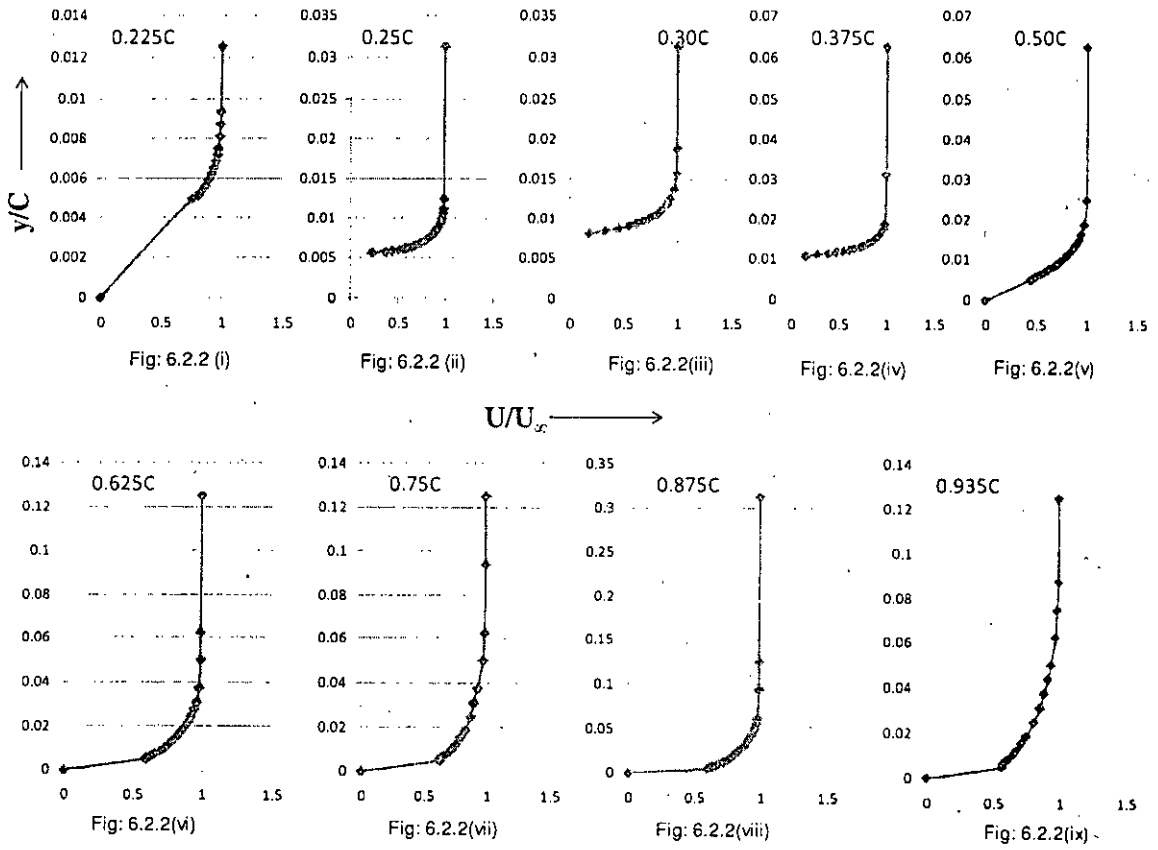 0.225C
0.014
0.012
0.01
0.008
0.006
0.004
0.002
0
0 0.5 1 1.5
Fig: 6.2.2 (i)
0.25C
0.035
0.03
0.025
0.02
0.015
0.01
0.005
0
0 0.5 1 1.5
Fig: 6.2.2 (ii)
0.30C
0.035
0.03
0.025
0.02
0.015
0.01
0.005
0
0 0.5 1 1.5
Fig: 6.2.2(iii)
0.375C
0.07
0.06
0.05
0.04
0.03
0.02
0.01
0
0 0.5 1 1.5
Fig: 6.2.2(iv)
0.50C
0.07
0.06
0.05
0.04
0.03
0.02
0.01
0
0 0.5 1 1.5
Fig: 6.2.2(v)
y/C
U/U∞
0.625C
0.14
0.12
0.1
0.08
0.06
0.04
0.02
0
0 0.5 1 1.5
Fig: 6.2.2(vi)
0.75C
0.14
0.12
0.1
0.08
0.06
0.04
0.02
0
0 0.5 1 1.5
Fig: 6.2.2(vii)
0.875C
0.35
0.3
0.25
0.2
0.15
0.1
0.05
0
0 0.5 1 1.5
Fig: 6.2.2(viii)
0.935C
0.14
0.12
0.1
0.08
0.06
0.04
0.02
0
0 0.5 1 1.5
Fig: 6.2.2(ix)